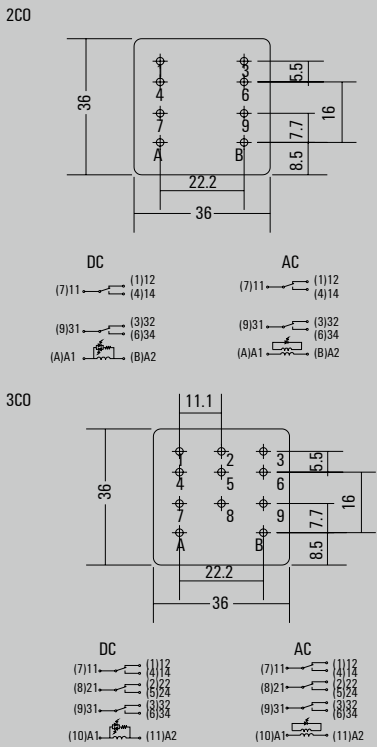 2CO
36
1 3
4 6
7 9
A B
5.5
16
7.7
8.5
22.2
36
DC AC
(7)11 (1)12 (7)11 (1)12
(4)14 (4)14
(9)31 (3)32 (9)31 (3)32
(6)34 (6)34
(A)A1 (B)A2 (A)A1 (B)A2
3CO
11.1
36
1 2 3
4 5 6
7 8 9
A B
5.5
16
7.7
8.5
22.2
36
DC AC
(7)11 (1)12 (7)11 (1)12
(4)14 (4)14
(8)21 (2)22 (8)21 (2)22
(5)24 (5)24
(9)31 (3)32 (9)31 (3)32
(6)34 (6)34
(10)A1 (11)A2 (10)A1 (11)A2